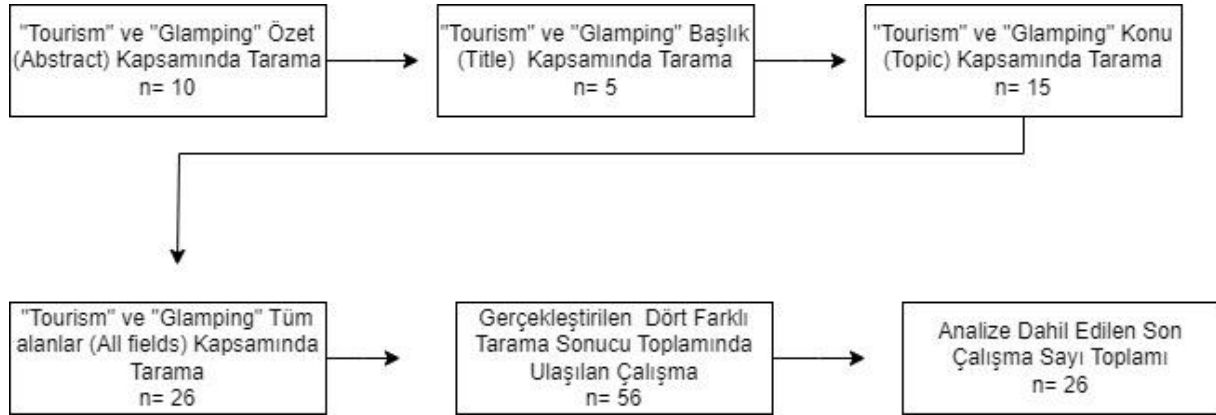 "Tourism" ve "Glamping" Özet
(Abstract) Kapsamında Tarama
n= 10
"Tourism" ve "Glamping" Başlık
(Title) Kapsamında Tarama
n= 5
"Tourism" ve "Glamping" Konu
(Topic) Kapsamında Tarama
n= 15
"Tourism" ve "Glamping" Tüm
alanlar (All fields) Kapsamında
Tarama
n= 26
Gerçekleştirilen Dört Farklı
Tarama Sonucu Toplamında
Ulaşılan Çalışma
n= 56
Analize Dahil Edilen Son
Çalışma Sayı Toplamı
n= 26